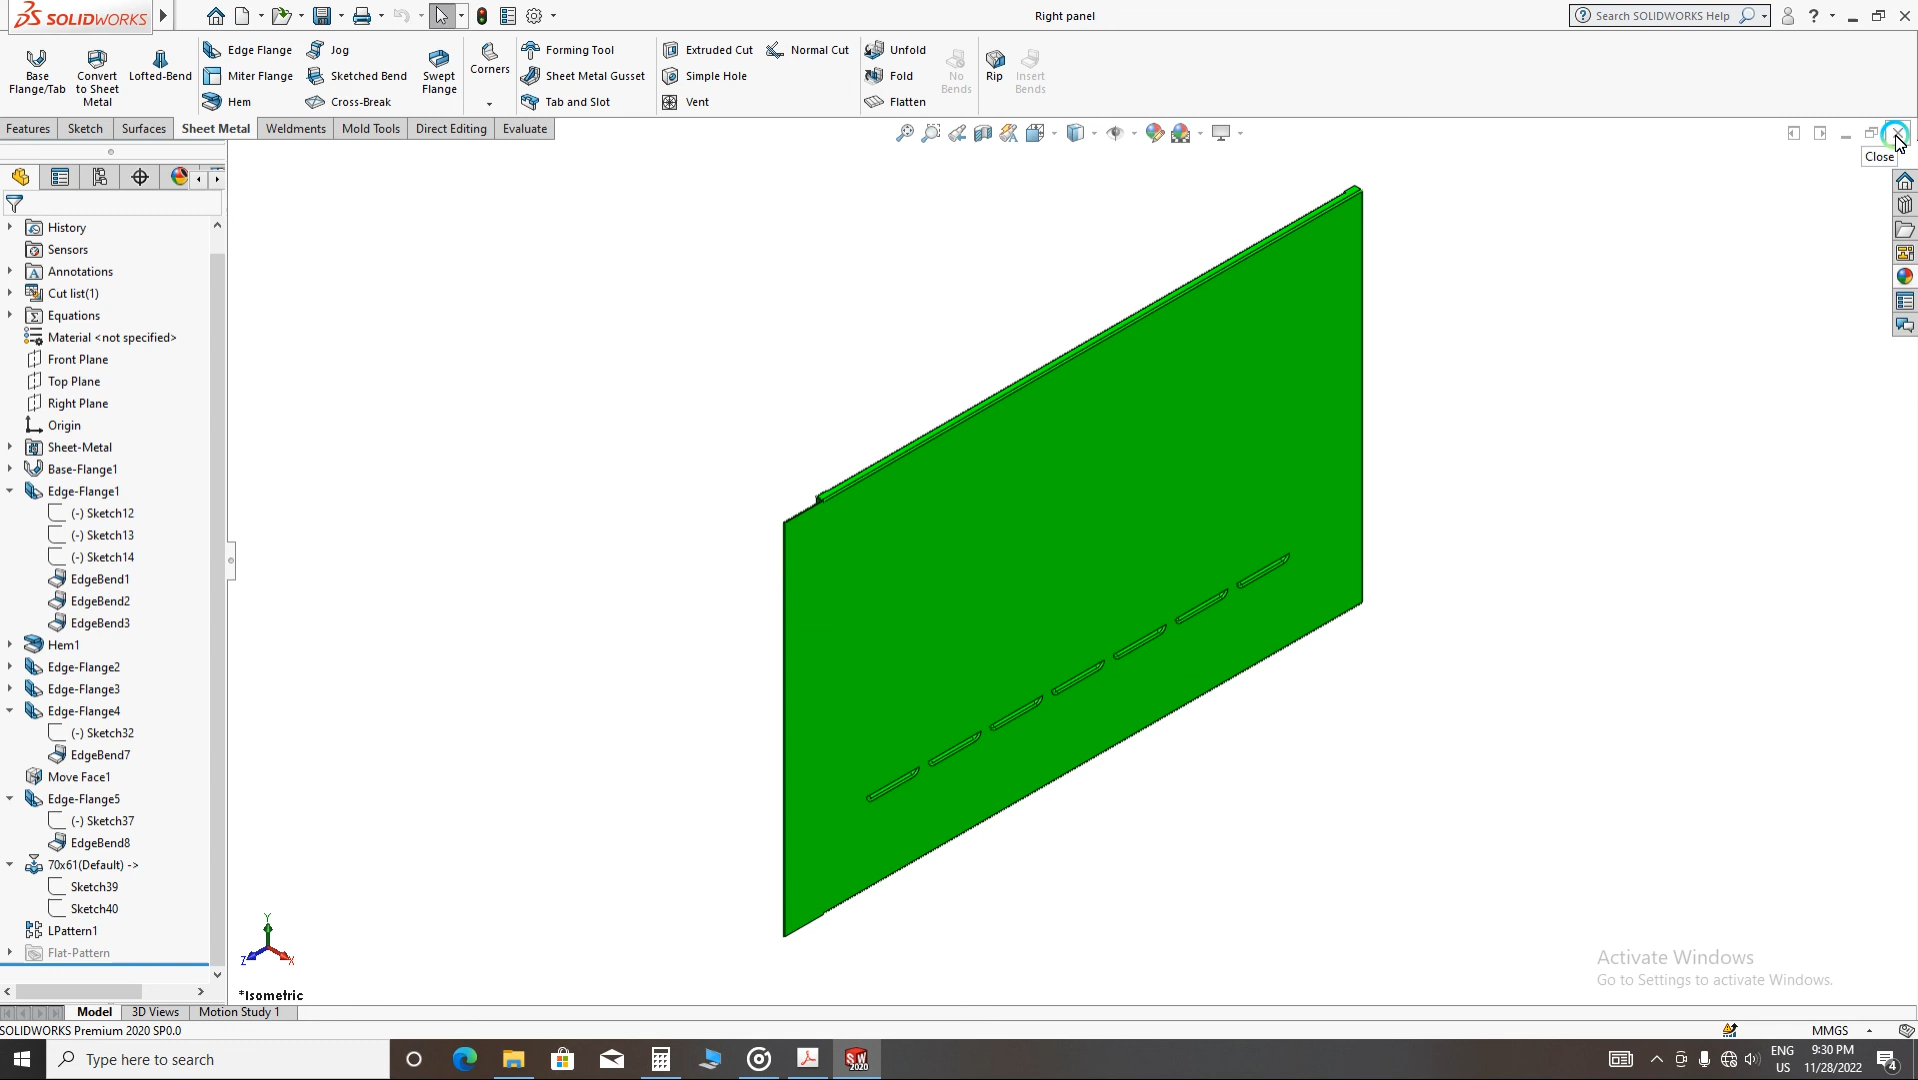 SOLIDWORKS
Right panel
Search SOLIDWORKS Help
Base Flange/Tab
Convert to Sheet Metal
Lofted-Bend
Edge Flange
Miter Flange
Hem
Jog
Sketched Bend
Cross-Break
Swept Flange
Corners
Forming Tool
Sheet Metal Gusset
Tab and Slot
Extruded Cut
Simple Hole
Vent
Normal Cut
Unfold
Fold
Flatten
No Bends
Rip
Insert Bends
Features
Sketch
Surfaces
Sheet Metal
Weldments
Mold Tools
Direct Editing
Evaluate
Close
History
Sensors
Annotations
Cut list(1)
Equations
Material <not specified>
Front Plane
Top Plane
Right Plane
Origin
Sheet-Metal
Base-Flange1
Edge-Flange1
(-) Sketch12
(-) Sketch13
(-) Sketch14
EdgeBend1
EdgeBend2
EdgeBend3
Hem1
Edge-Flange2
Edge-Flange3
Edge-Flange4
(-) Sketch32
EdgeBend7
Move Face1
Edge-Flange5
(-) Sketch37
EdgeBend8
70x61(Default) ->
Sketch39
Sketch40
LPattern1
Flat-Pattern
Y
Z
X
*Isometric
Activate Windows
Go to Settings to activate Windows.
Model
3D Views
Motion Study 1
SOLIDWORKS Premium 2020 SP0.0
MMGS
Type here to search
SW 2020
ENG
US
9:30 PM
11/28/2022
4